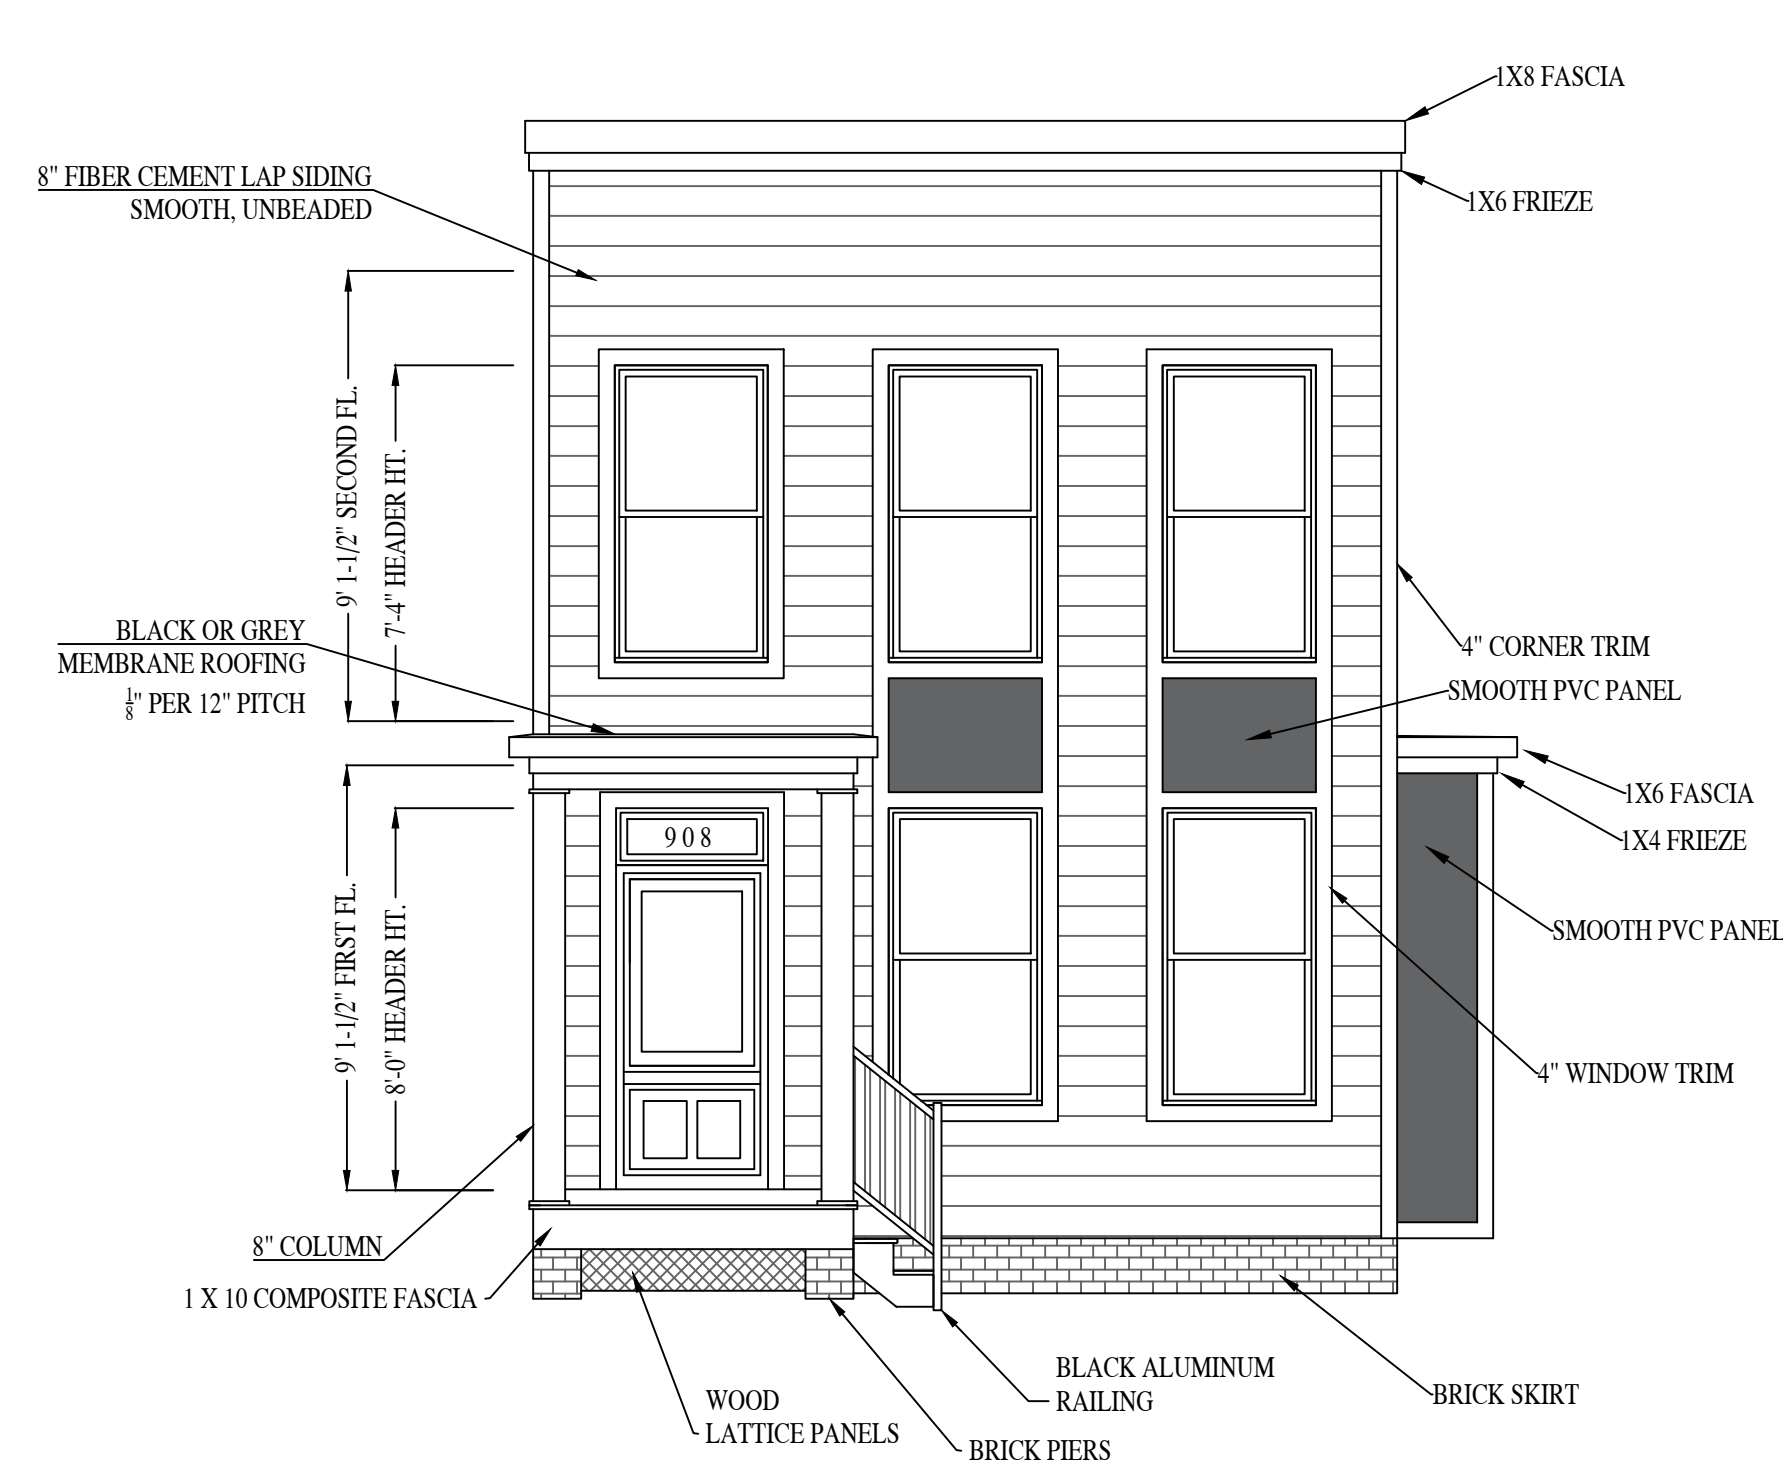 1X8 FASCIA
8" FIBER CEMENT LAP SIDING
SMOOTH, UNBEADED
1X6 FRIEZE
9' 1-1/2" SECOND FL.
7'-4" HEADER HT.
BLACK OR GREY
MEMBRANE ROOFING
1/8" PER 12" PITCH
4" CORNER TRIM
SMOOTH PVC PANEL
1X6 FASCIA
1X4 FRIEZE
908
9' 1-1/2" FIRST FL.
8'-0" HEADER HT.
SMOOTH PVC PANEL
4" WINDOW TRIM
8" COLUMN
1 X 10 COMPOSITE FASCIA
BLACK ALUMINUM
RAILING
BRICK SKIRT
WOOD
LATTICE PANELS
BRICK PIERS